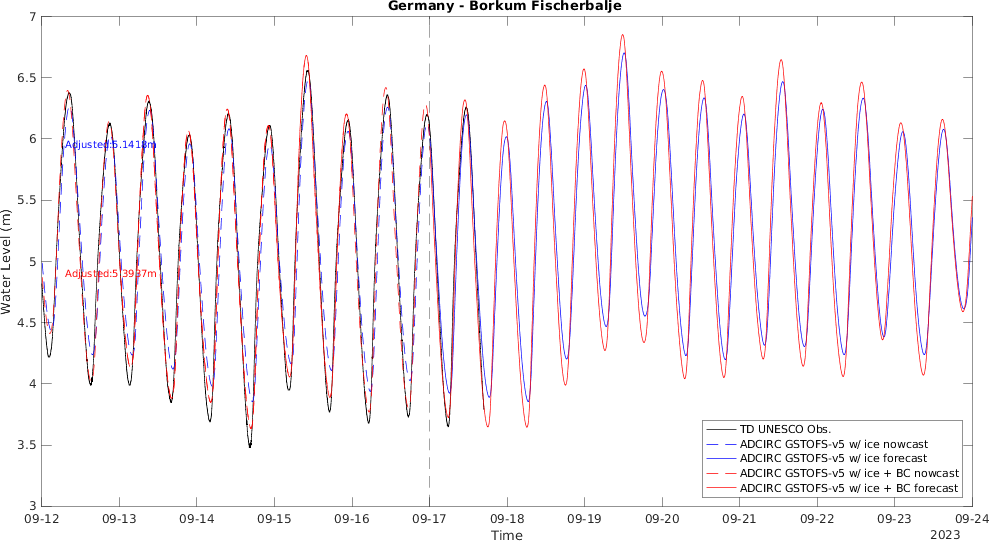 Germany - Borkum Fischerbalje
Water Level (m)
7
6.5
6
5.5
5
4.5
4
3.5
3
Adjusted:5.1418m
Adjusted:5.3937m
TD UNESCO Obs.
ADCIRC GSTOFS-v5 w/ ice nowcast
ADCIRC GSTOFS-v5 w/ ice forecast
ADCIRC GSTOFS-v5 w/ ice + BC nowcast
ADCIRC GSTOFS-v5 w/ ice + BC forecast
09-12 09-13 09-14 09-15 09-16 09-17 09-18 09-19 09-20 09-21 09-22 09-23 09-24
Time
2023